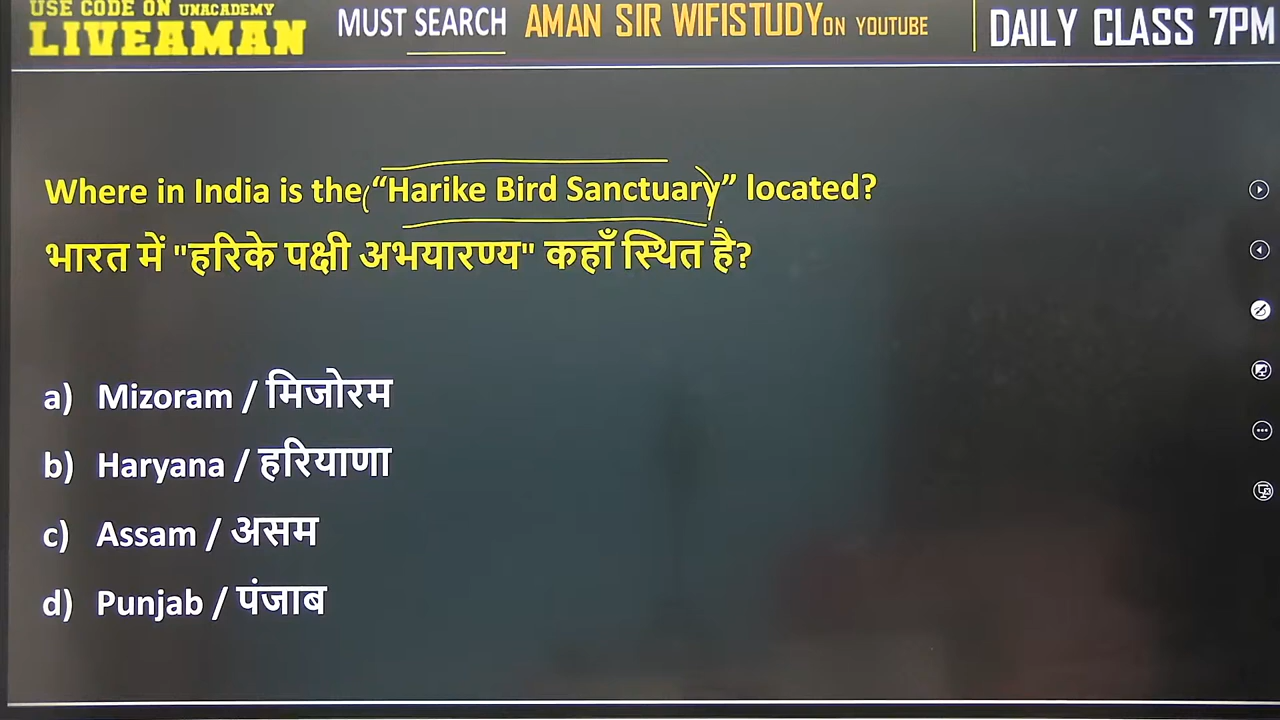 USE CODE ON UNACADEMY
LIVEAMAN
MUST SEARCH AMAN SIR WIFISTUDY ON YOUTUBE
DAILY CLASS 7PM
Where in India is the “Harike Bird Sanctuary” located?
भारत में "हरिके पक्षी अभयारण्य" कहाँ स्थित है?
a) Mizoram / मिजोरम
b) Haryana / हरियाणा
c) Assam / असम
d) Punjab / पंजाब